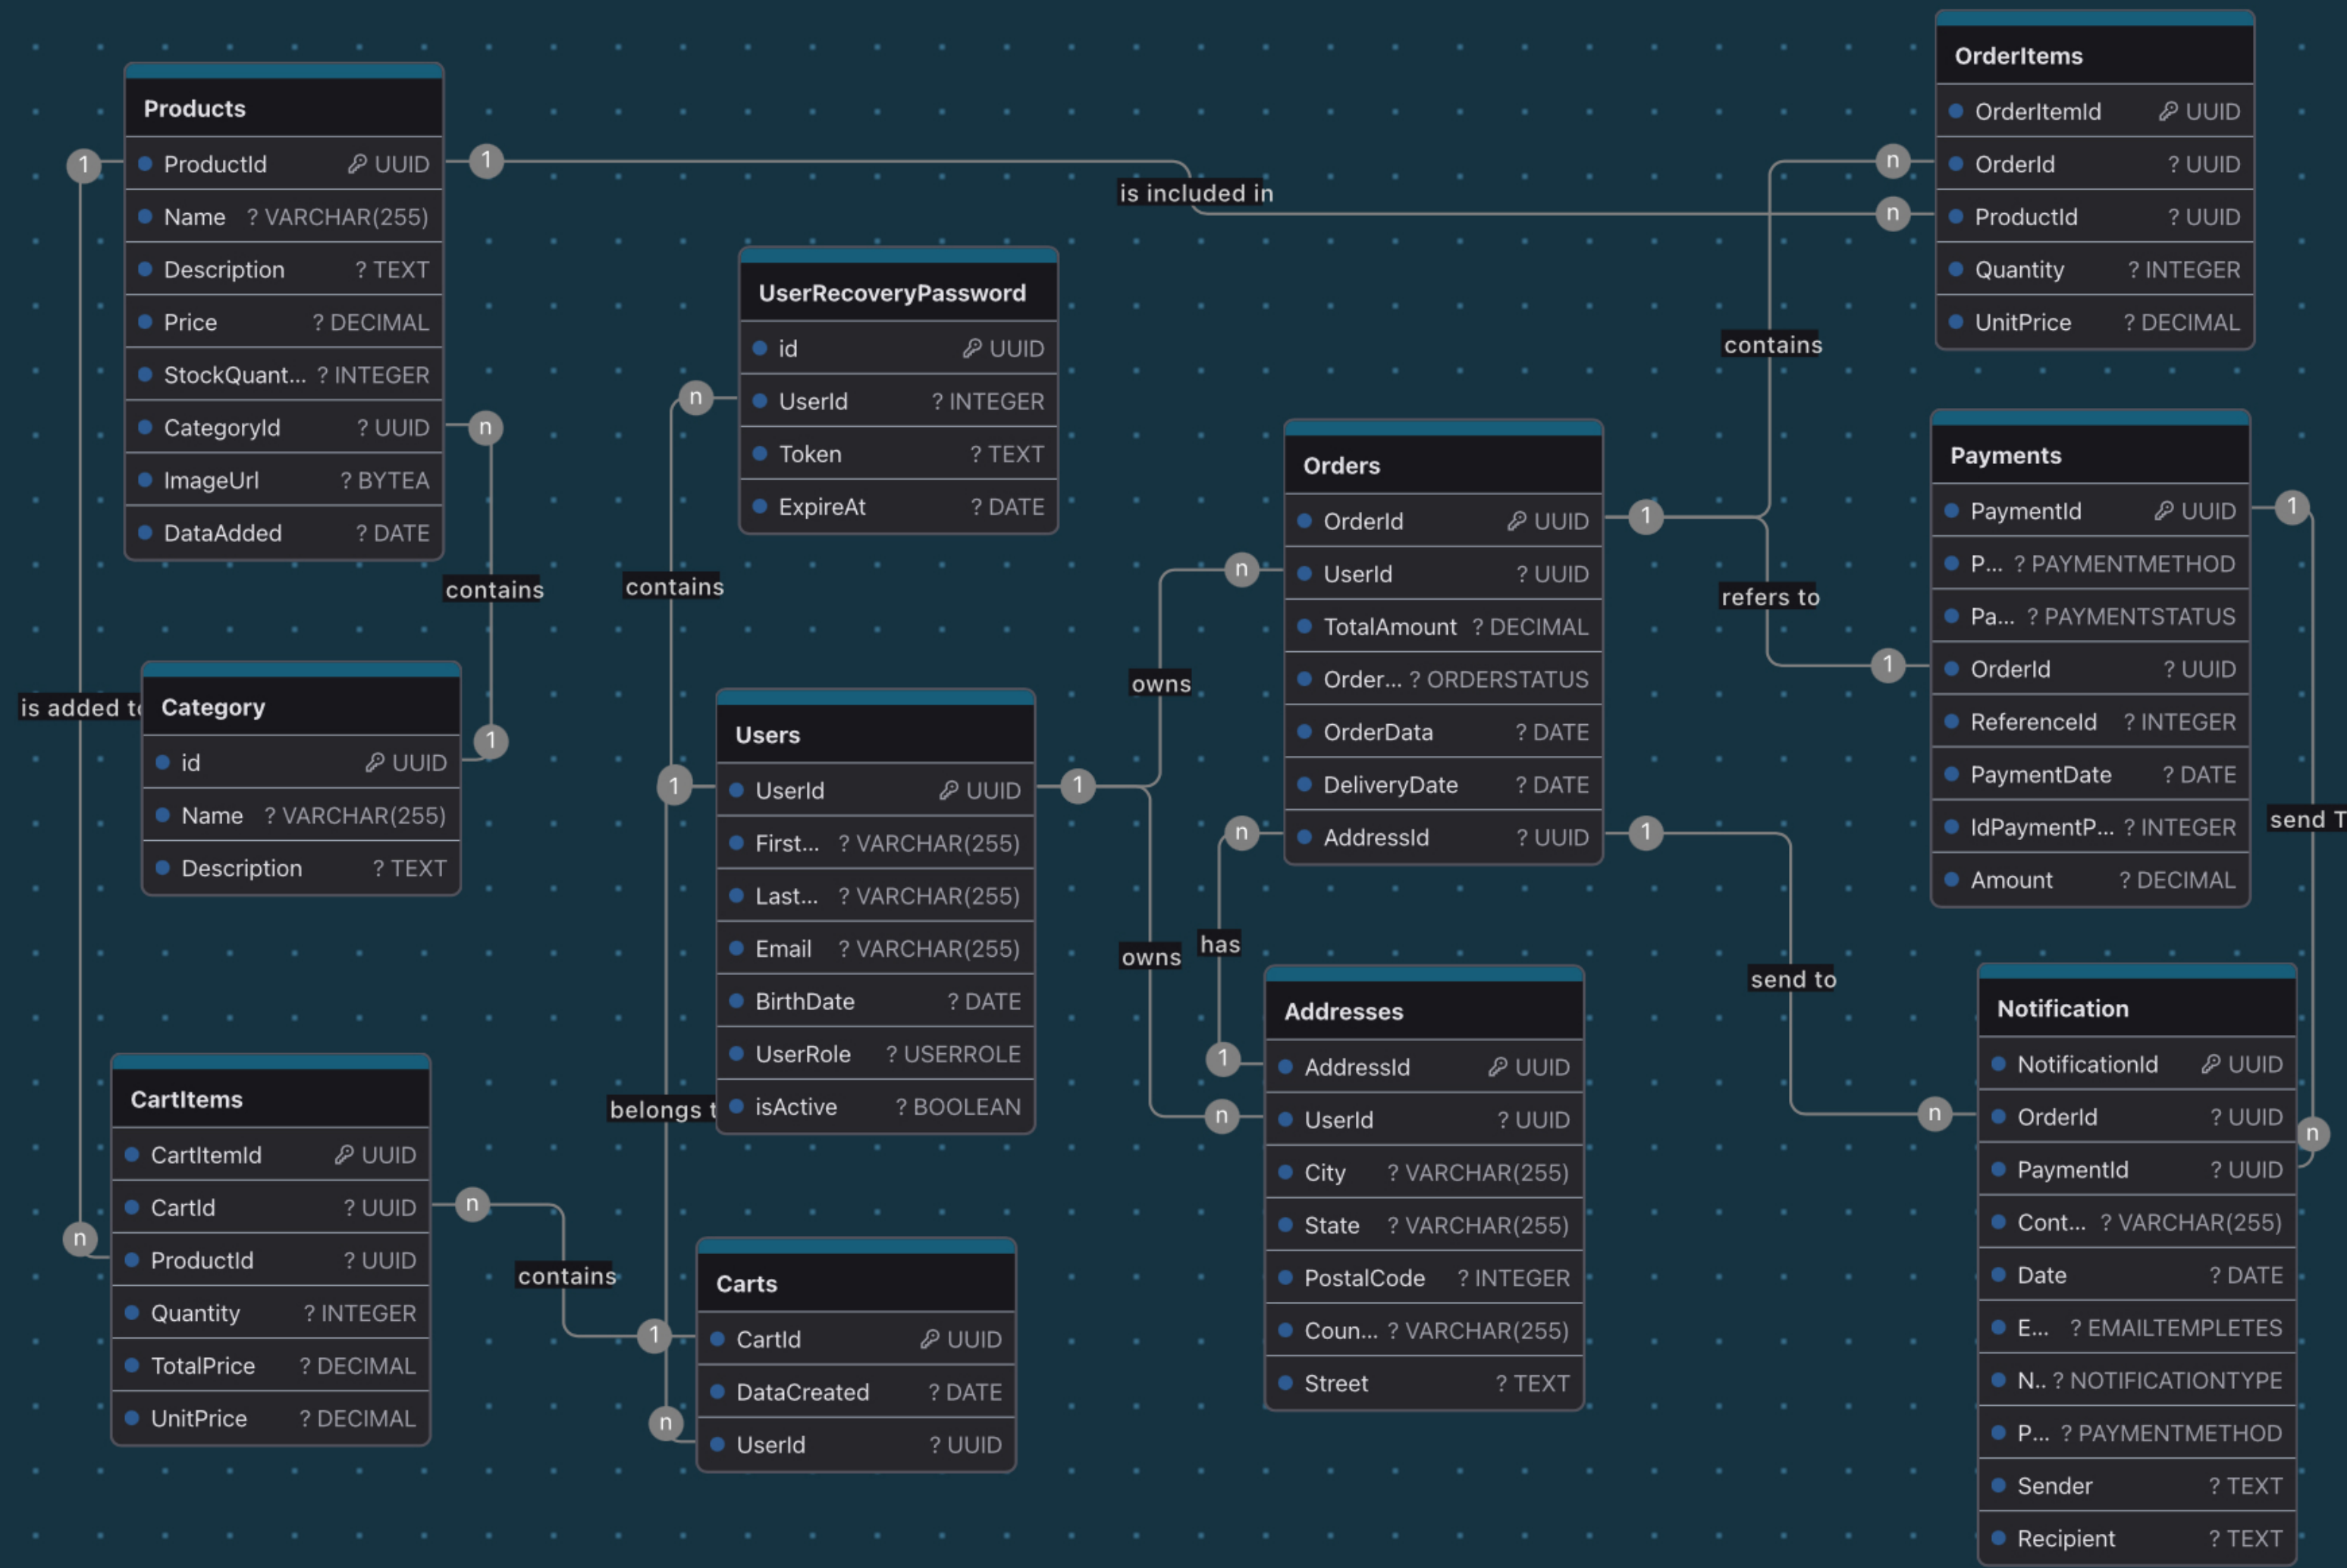 Products
ProductId UUID
Name ? VARCHAR(255)
Description ? TEXT
Price ? DECIMAL
StockQuant... ? INTEGER
CategoryId ? UUID
ImageUrl ? BYTEA
DataAdded ? DATE
1
1
n
is included in
contains
is added to
Category
id UUID
Name ? VARCHAR(255)
Description ? TEXT
1
CartItems
CartItemId UUID
CartId ? UUID
ProductId ? UUID
Quantity ? INTEGER
TotalPrice ? DECIMAL
UnitPrice ? DECIMAL
n
n
contains
UserRecoveryPassword
id UUID
UserId ? INTEGER
Token ? TEXT
ExpireAt ? DATE
n
contains
Users
UserId UUID
First... ? VARCHAR(255)
Last... ? VARCHAR(255)
Email ? VARCHAR(255)
BirthDate ? DATE
UserRole ? USERROLE
isActive ? BOOLEAN
1
1
belongs t
Carts
CartId UUID
DataCreated ? DATE
UserId ? UUID
1
n
owns
owns
has
Orders
OrderId UUID
UserId ? UUID
TotalAmount ? DECIMAL
Order... ? ORDERSTATUS
OrderData ? DATE
DeliveryDate ? DATE
AddressId ? UUID
n
n
1
1
Addresses
AddressId UUID
UserId ? UUID
City ? VARCHAR(255)
State ? VARCHAR(255)
PostalCode ? INTEGER
Coun... ? VARCHAR(255)
Street ? TEXT
1
n
contains
refers to
send to
OrderItems
OrderItemId UUID
OrderId ? UUID
ProductId ? UUID
Quantity ? INTEGER
UnitPrice ? DECIMAL
n
n
Payments
PaymentId UUID
P... ? PAYMENTMETHOD
Pa... ? PAYMENTSTATUS
OrderId ? UUID
ReferenceId ? INTEGER
PaymentDate ? DATE
IdPaymentP... ? INTEGER
Amount ? DECIMAL
1
1
send T
Notification
NotificationId UUID
OrderId ? UUID
PaymentId ? UUID
Cont... ? VARCHAR(255)
Date ? DATE
E... ? EMAILTEMPLETES
N.. ? NOTIFICATIONTYPE
P... ? PAYMENTMETHOD
Sender ? TEXT
Recipient ? TEXT
n
n